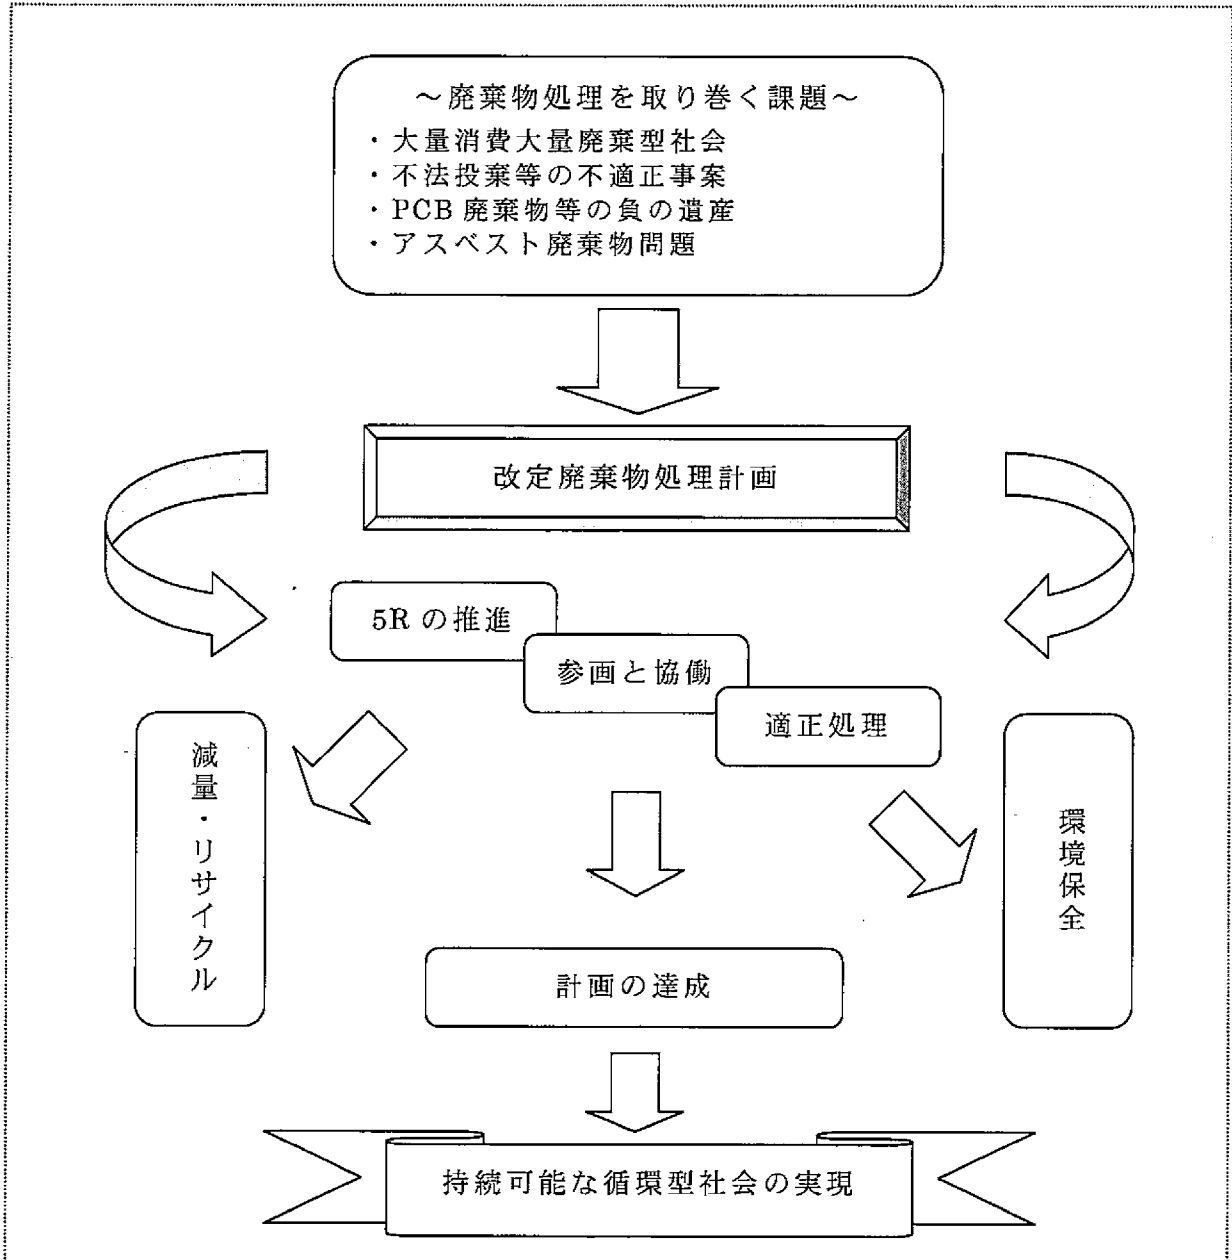 ～廃棄物処理を取り巻く課題～
・大量消費大量廃棄型社会
・不法投棄等の不適正事案
・PCB 廃棄物等の負の遺産
・アスベスト廃棄物問題
改定廃棄物処理計画
5R の推進
参画と協働
適正処理
減量・リサイクル
環境保全
計画の達成
持続可能な循環型社会の実現